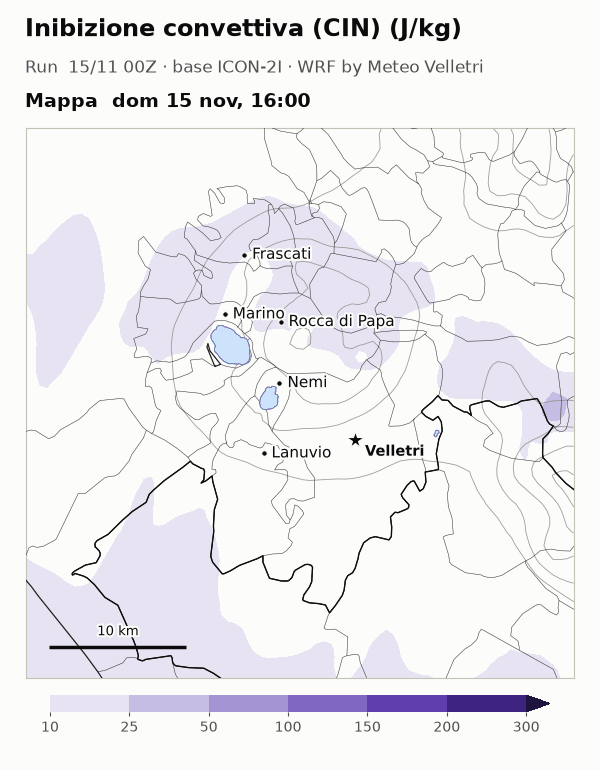 Inibizione convettiva (CIN) (J/kg)
Run  15/11 00Z · base ICON-2I · WRF by Meteo Velletri
Mappa  dom 15 nov, 16:00
Frascati
Marino
Rocca di Papa
Nemi
Velletri
Lanuvio
10 km
10 25 50 100 150 200 300